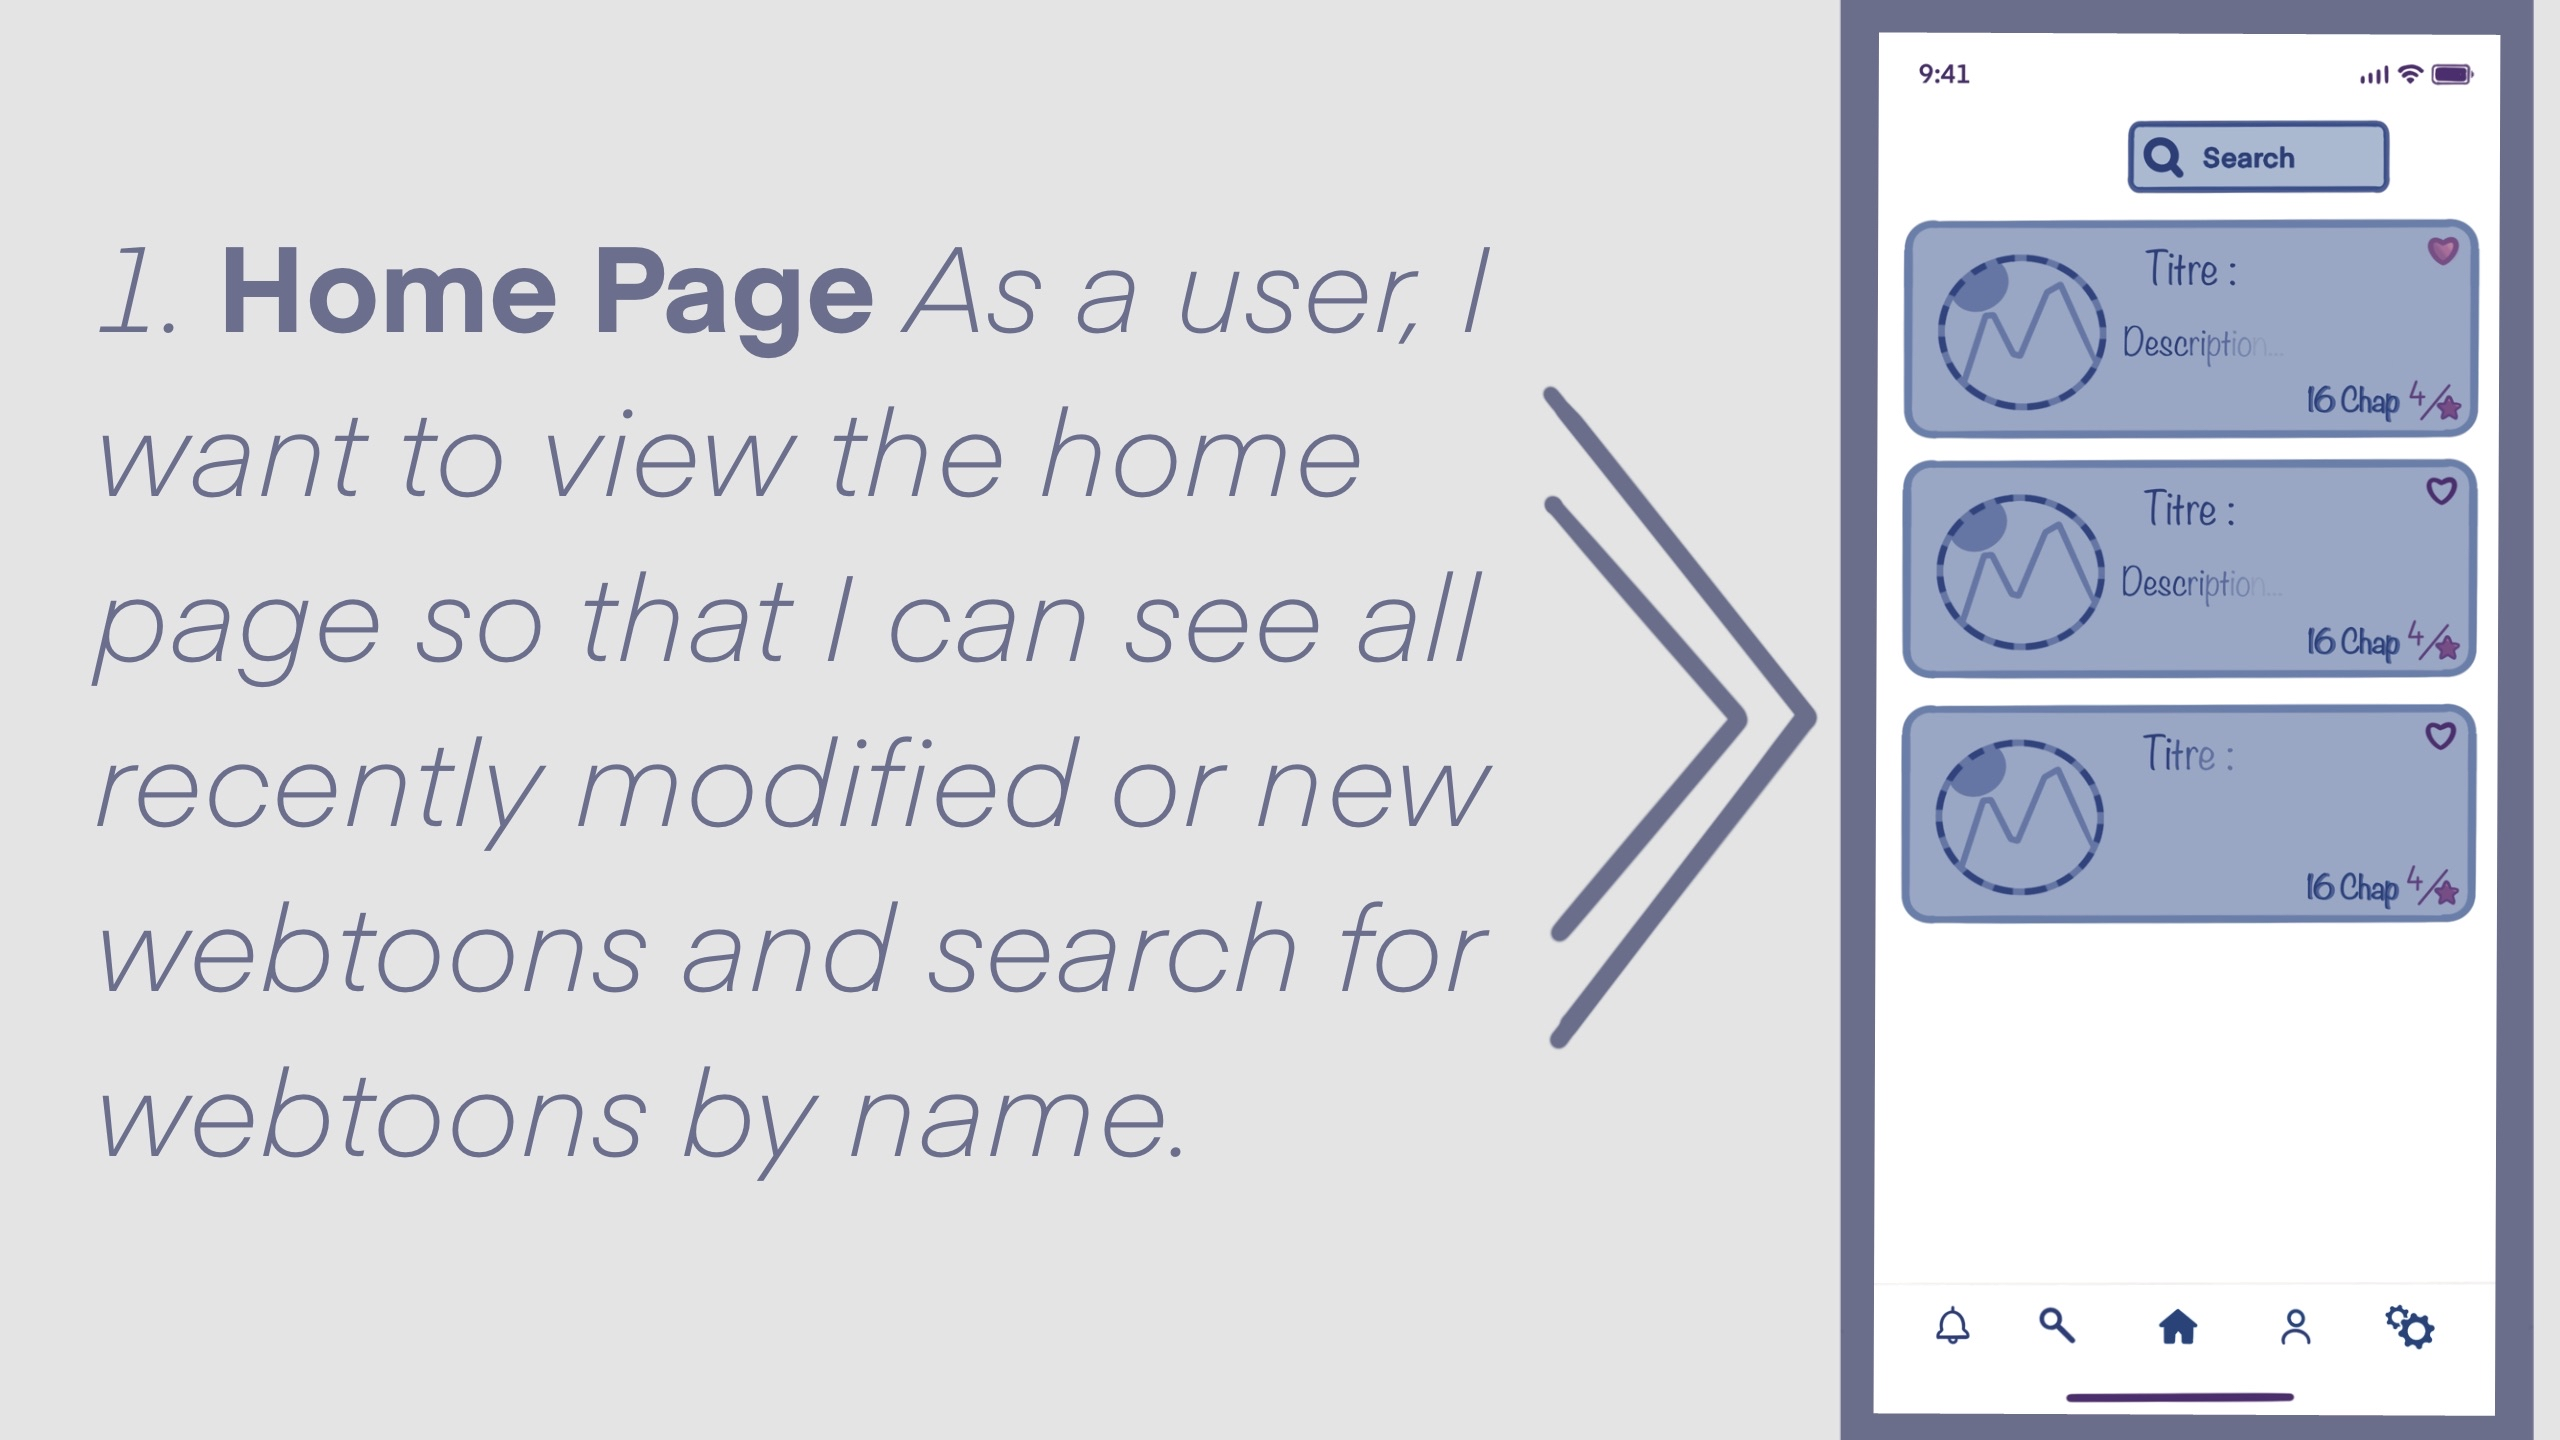 1. Home Page As a user, I
want to view the home
page so that I can see all
recently modified or new
webtoons and search for
webtoons by name.
9:41
Search
Titre :
Description...
16 Chap 4/
Titre :
Description...
16 Chap 4/
Titre :
16 Chap 4/